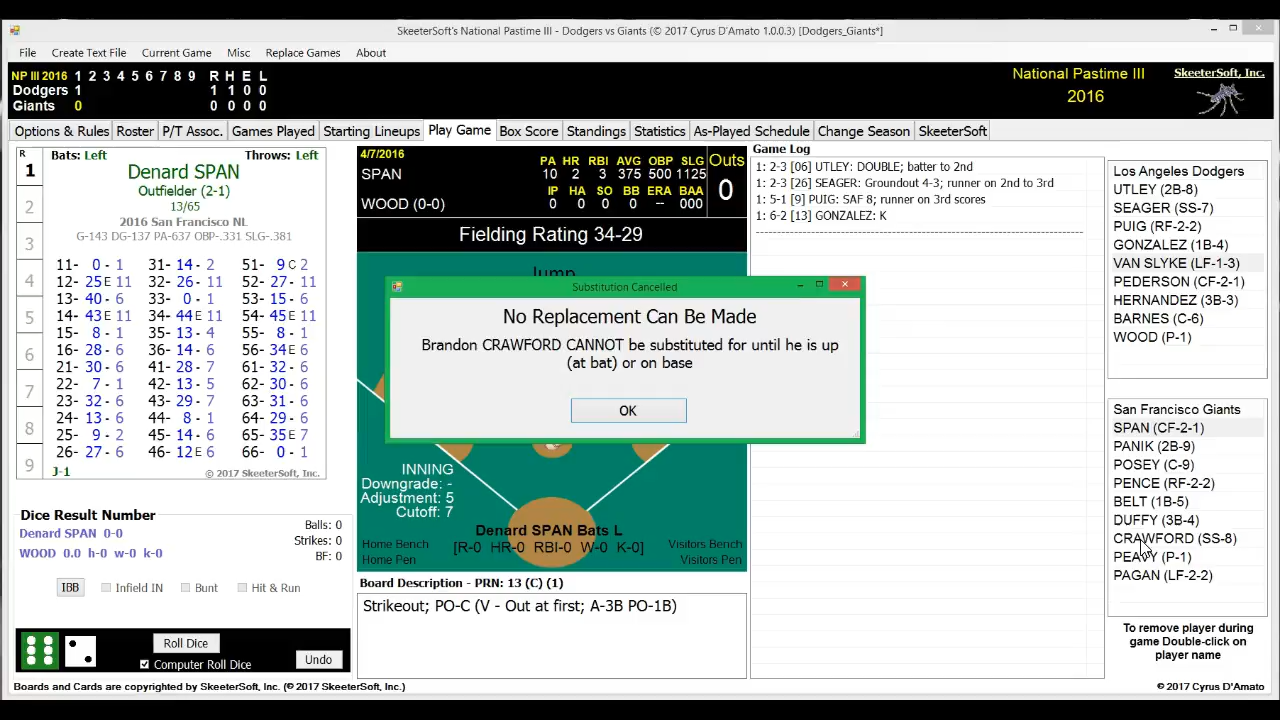 SkeeterSoft's National Pastime III - Dodgers vs Giants (© 2017 Cyrus D'Amato 1.0.0.3) [Dodgers_Giants*]
File Create Text File Current Game Misc Replace Games About
NP III 2016 1 2 3 4 5 6 7 8 9 R H E L
Dodgers 1 1 1 0 0
Giants 0 0 0 0 0
National Pastime III
2016
SkeeterSoft, Inc.
Options & Rules Roster P/T Assoc. Games Played Starting Lineups Play Game Box Score Standings Statistics As-Played Schedule Change Season SkeeterSoft
R
1
2
3
4
5
6
7
8
9
Bats: Left Throws: Left
Denard SPAN
Outfielder (2-1)
13/65
2016 San Francisco NL
G-143 DG-137 PA-637 OBP-.331 SLG-.381
11- 0 - 1 31- 14 - 2 51- 9 C 2
12- 25 E 11 32- 26 - 11 52- 27 - 11
13- 40 - 6 33- 0 - 1 53- 15 - 6
14- 43 E 11 34- 44 E 11 54- 45 E 11
15- 8 - 1 35- 13 - 4 55- 8 - 1
16- 28 - 6 36- 14 - 6 56- 34 E 6
21- 30 - 6 41- 28 - 7 61- 32 - 6
22- 7 - 1 42- 13 - 5 62- 30 - 6
23- 32 - 6 43- 29 - 7 63- 31 - 6
24- 13 - 6 44- 8 - 1 64- 29 - 6
25- 9 - 2 45- 14 - 6 65- 35 E 7
26- 27 - 6 46- 12 E 6 66- 0 - 1
J-1 © 2017 SkeeterSoft, Inc.
Dice Result Number
Denard SPAN 0-0
WOOD 0.0 h-0 w-0 k-0
Balls: 0
Strikes: 0
BF: 0
IBB Infield IN Bunt Hit & Run
Roll Dice
Computer Roll Dice
Undo
Boards and Cards are copyrighted by SkeeterSoft, Inc. (© 2017 SkeeterSoft, Inc.)
4/7/2016
PA HR RBI AVG OBP SLG
SPAN 10 2 3 375 500 1125
IP HA SO BB ERA BAA
WOOD (0-0) 0 0 0 0 -- 000
Outs
0
Fielding Rating 34-29
Jump
Substitution Cancelled
No Replacement Can Be Made
Brandon CRAWFORD CANNOT be substituted for until he is up
(at bat) or on base
OK
INNING
Downgrade: -
Adjustment: 5
Cutoff: 7
Denard SPAN Bats L
[R-0 HR-0 RBI-0 W-0 K-0]
Home Bench
Home Pen
Visitors Bench
Visitors Pen
Board Description - PRN: 13 (C) (1)
Strikeout; PO-C (V - Out at first; A-3B PO-1B)
Game Log
1: 2-3 [06] UTLEY: DOUBLE; batter to 2nd
1: 2-3 [26] SEAGER: Groundout 4-3; runner on 2nd to 3rd
1: 5-1 [9] PUIG: SAF 8; runner on 3rd scores
1: 6-2 [13] GONZALEZ: K
Los Angeles Dodgers
UTLEY (2B-8)
SEAGER (SS-7)
PUIG (RF-2-2)
GONZALEZ (1B-4)
VAN SLYKE (LF-1-3)
PEDERSON (CF-2-1)
HERNANDEZ (3B-3)
BARNES (C-6)
WOOD (P-1)
San Francisco Giants
SPAN (CF-2-1)
PANIK (2B-9)
POSEY (C-9)
PENCE (RF-2-2)
BELT (1B-5)
DUFFY (3B-4)
CRAWFORD (SS-8)
PEAVY (P-1)
PAGAN (LF-2-2)
To remove player during
game Double-click on
player name
© 2017 Cyrus D'Amato